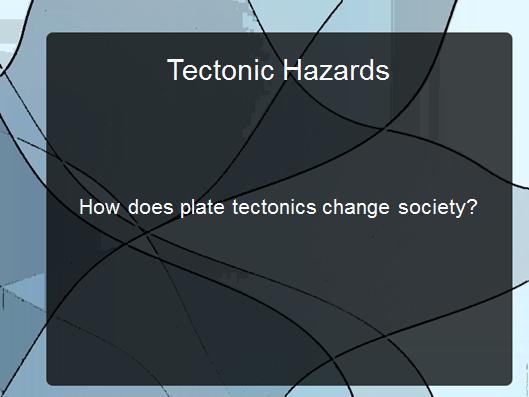 Tectonic Hazards
How does plate tectonics change society?